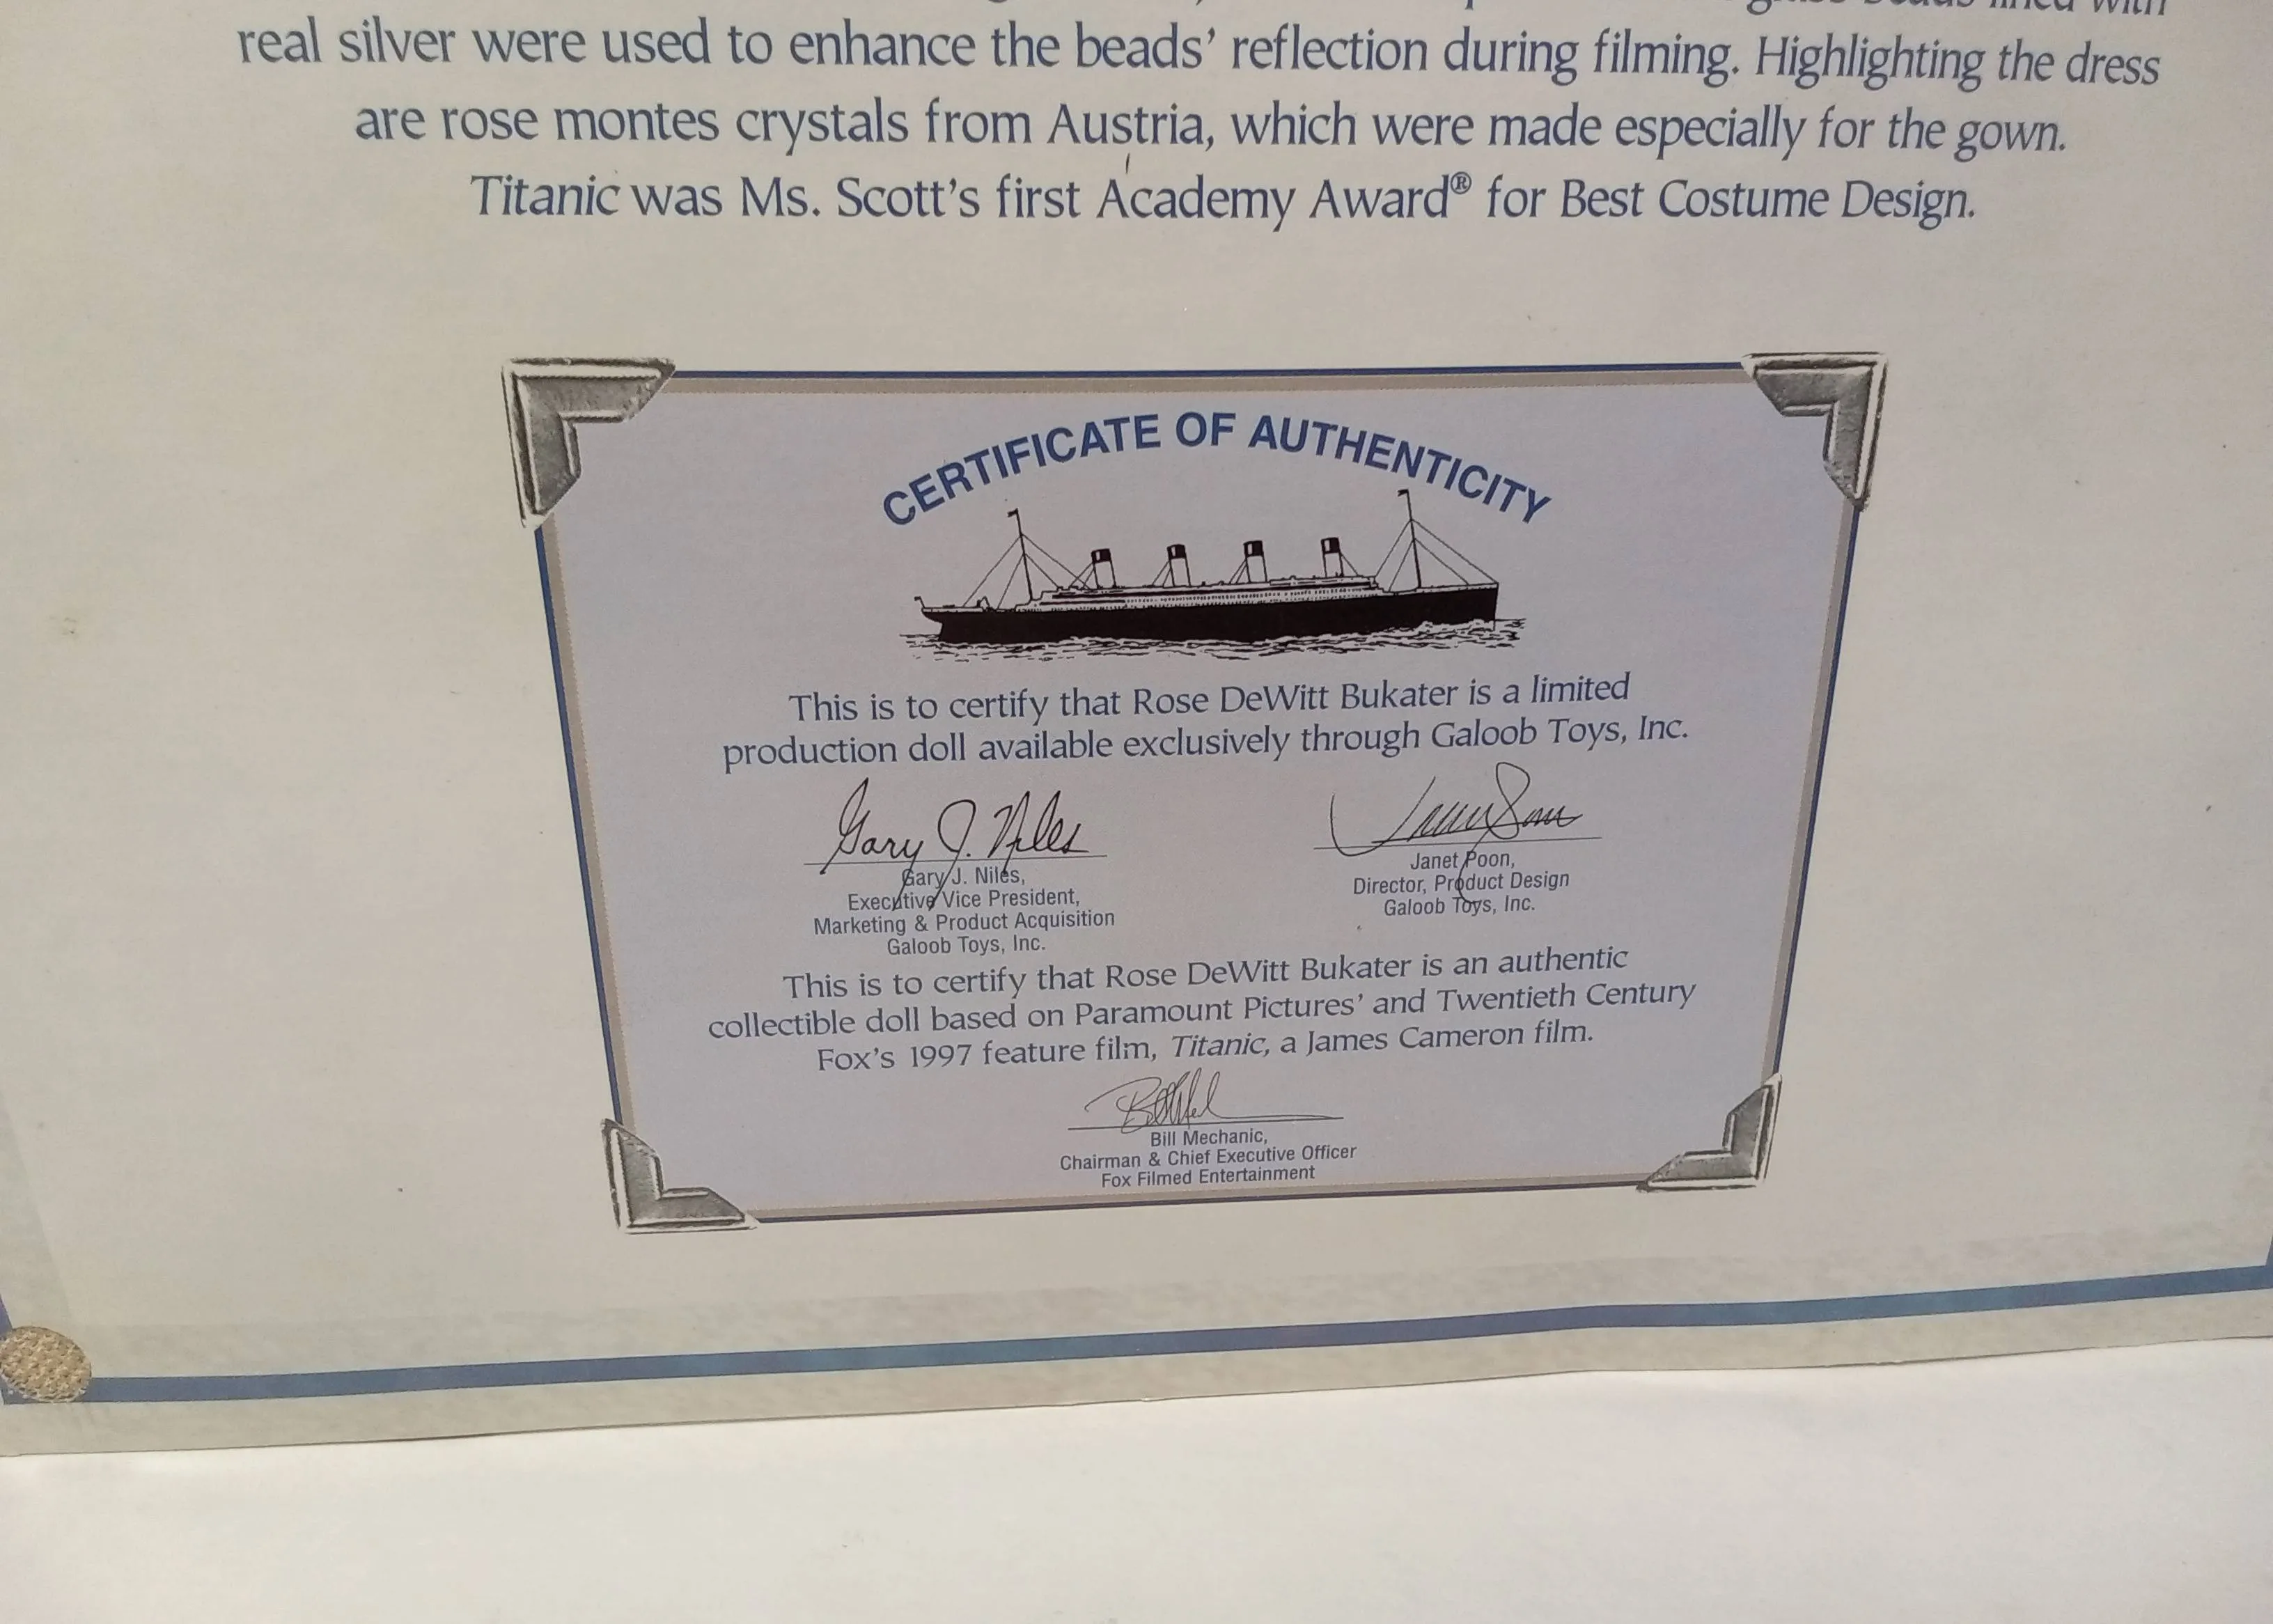 lined with
real silver were used to enhance the beads’ reflection during filming. Highlighting the dress
are rose montes crystals from Austria, which were made especially for the gown.
Titanic was Ms. Scott’s first Academy Award® for Best Costume Design.
CERTIFICATE OF AUTHENTICITY
This is to certify that Rose DeWitt Bukater is a limited
production doll available exclusively through Galoob Toys, Inc.
Gary J. Niles
Gary J. Niles,
Executive Vice President,
Marketing & Product Acquisition
Galoob Toys, Inc.
Janet Poon,
Director, Product Design
Galoob Toys, Inc.
This is to certify that Rose DeWitt Bukater is an authentic
collectible doll based on Paramount Pictures’ and Twentieth Century
Fox’s 1997 feature film, Titanic, a James Cameron film.
Bill Mechanic,
Chairman & Chief Executive Officer
Fox Filmed Entertainment